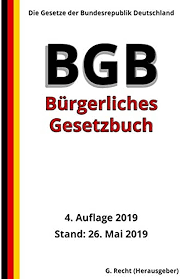 Die Gesetze der Bundesrepublik Deutschland
BGB
Bürgerliches
Gesetzbuch
4. Auflage 2019
Stand: 26. Mai 2019
G. Recht (Herausgeber)